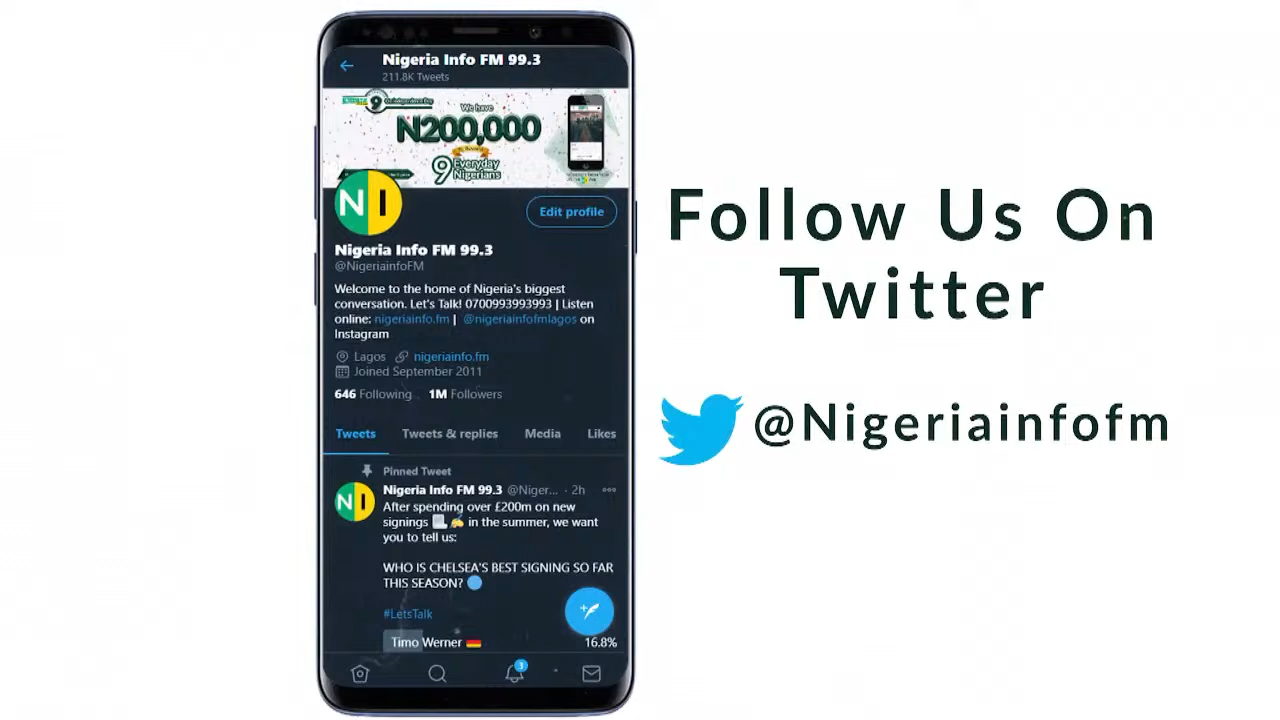 Nigeria Info FM 99.3
211.8K Tweets
We have
N200,000
9 Everyday
Nigerians
NI
Edit profile
Nigeria Info FM 99.3
@NigeriainfoFM
Welcome to the home of Nigeria's biggest
conversation. Let's Talk! 0700993993993 | Listen
online: nigeriainfo.fm | @nigeriainfofmlagos on
Instagram
Lagos nigeriainfo.fm
Joined September 2011
646 Following 1M Followers
Tweets Tweets & replies Media Likes
Pinned Tweet
NI
Nigeria Info FM 99.3 @Niger... · 2h
After spending over £200m on new
signings 📃✍ in the summer, we want
you to tell us:
WHO IS CHELSEA'S BEST SIGNING SO FAR
THIS SEASON? 🔵
#LetsTalk
Timo Werner 🇩🇪 16.8%
3
Follow Us On
Twitter
@Nigeriainfofm